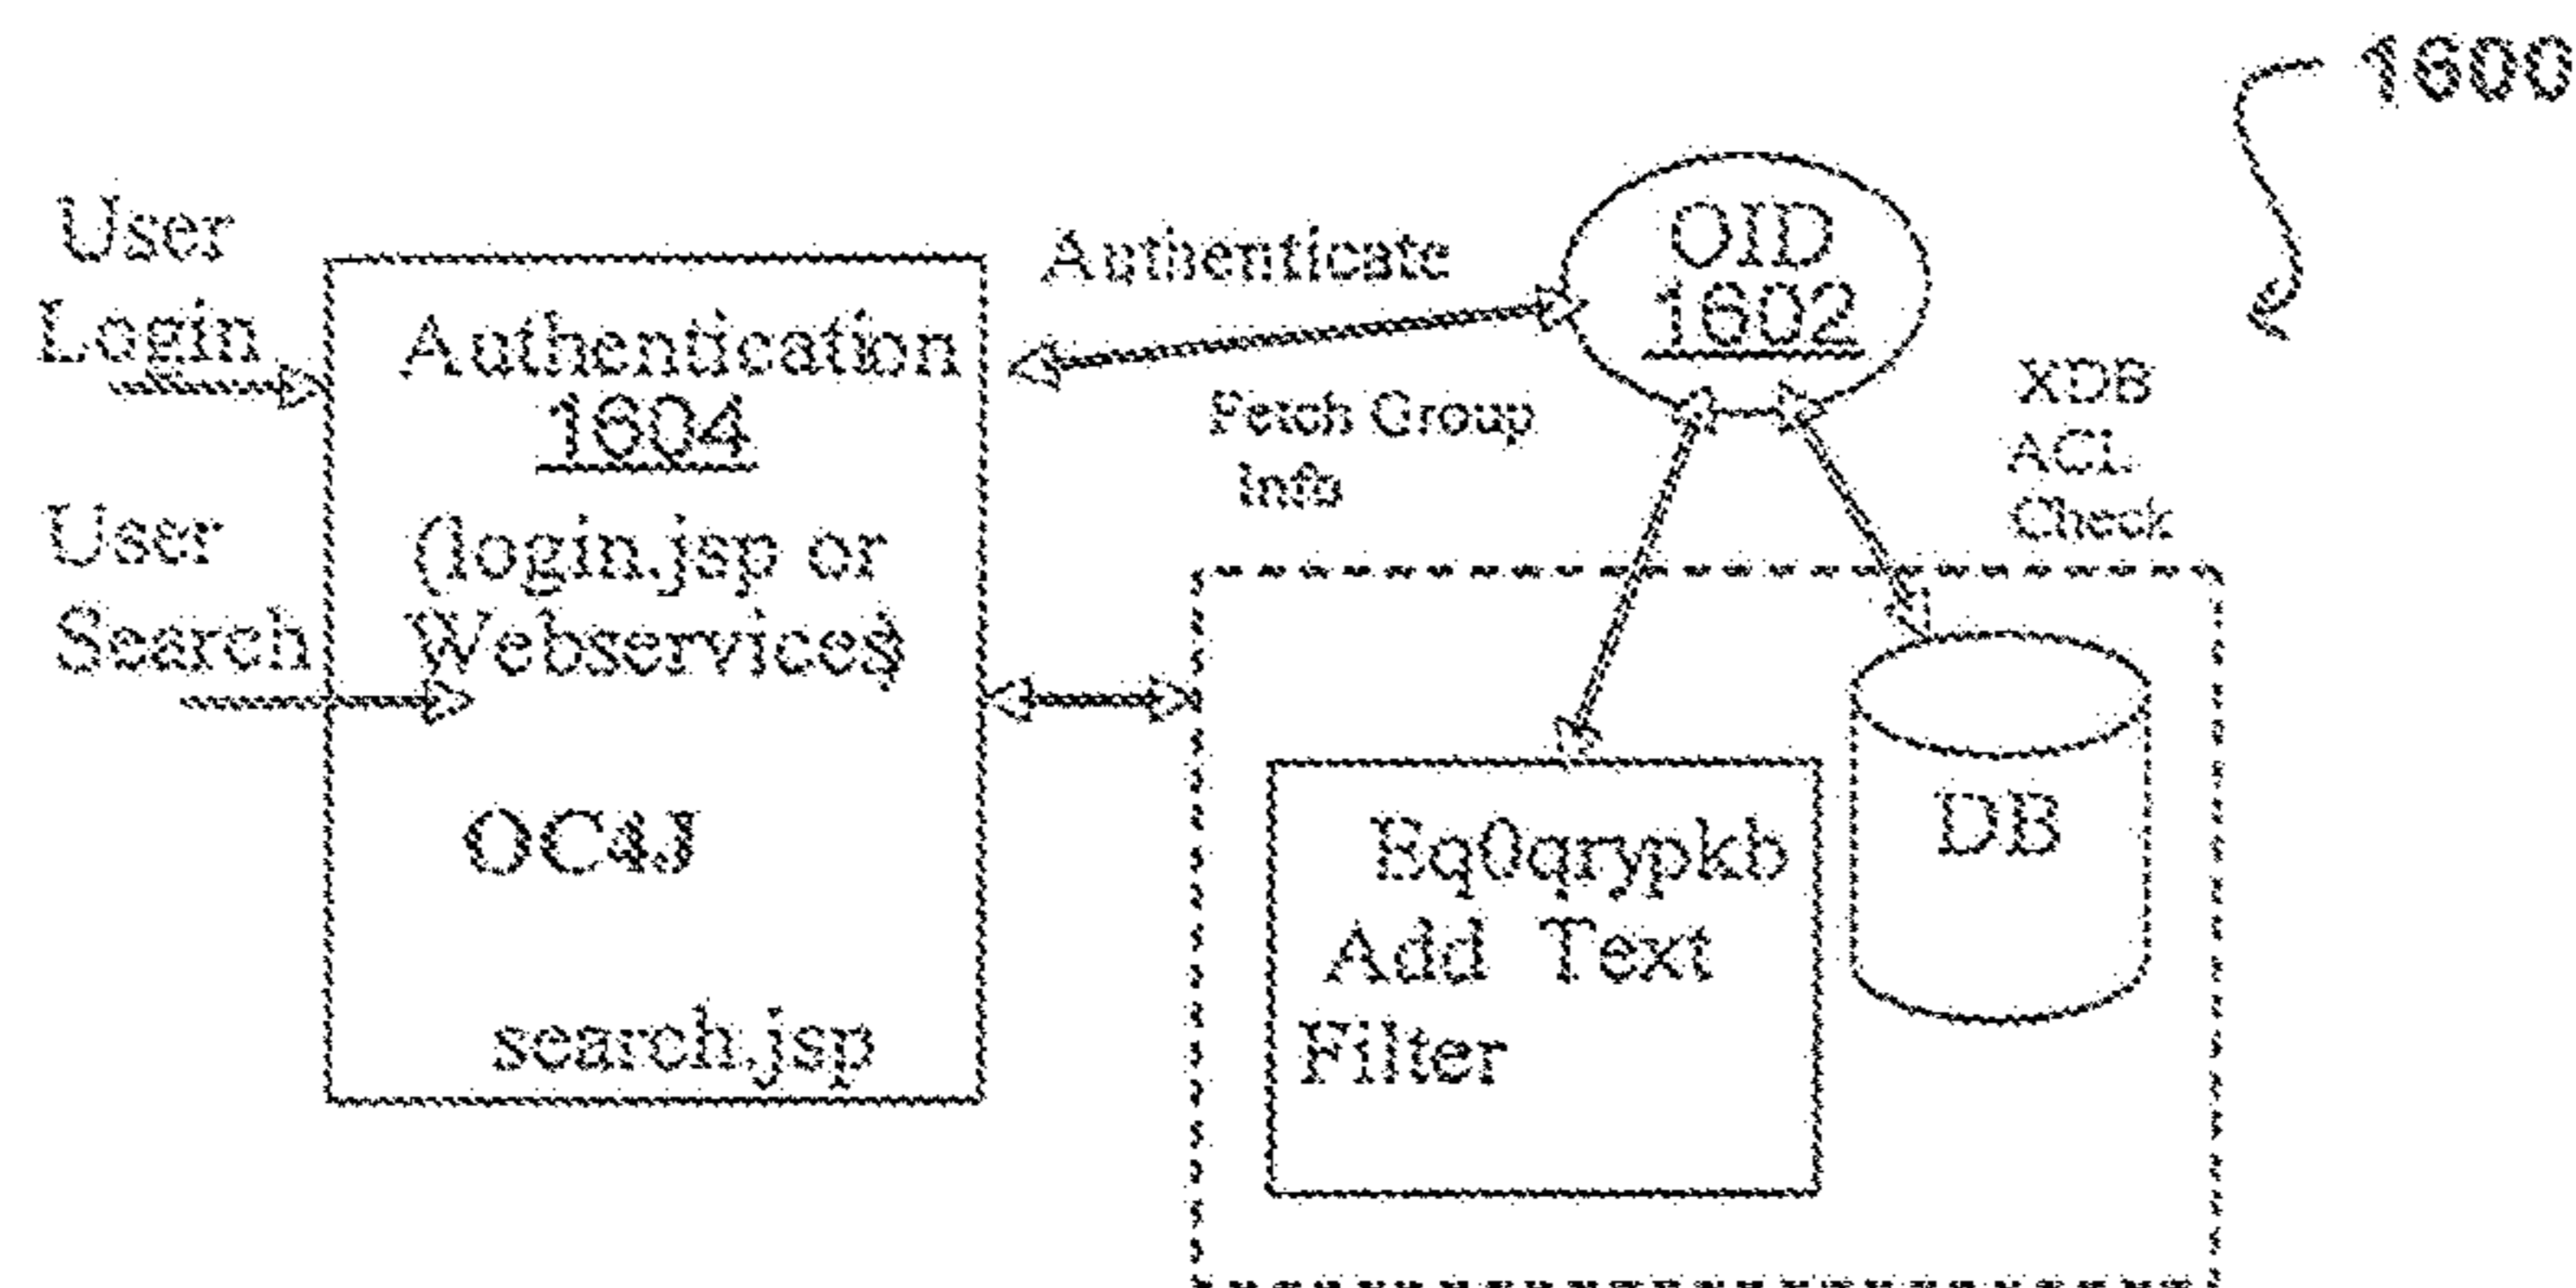 1600
User
Login
User
Search
Authentication
1604
(login.jsp or
Webservices)
OC4J
search.jsp
Authenticate
OID
1602
Fetch Group
Info
XDB
ACL
Check
Eq0qrypkb
Add Text
Filter
DB